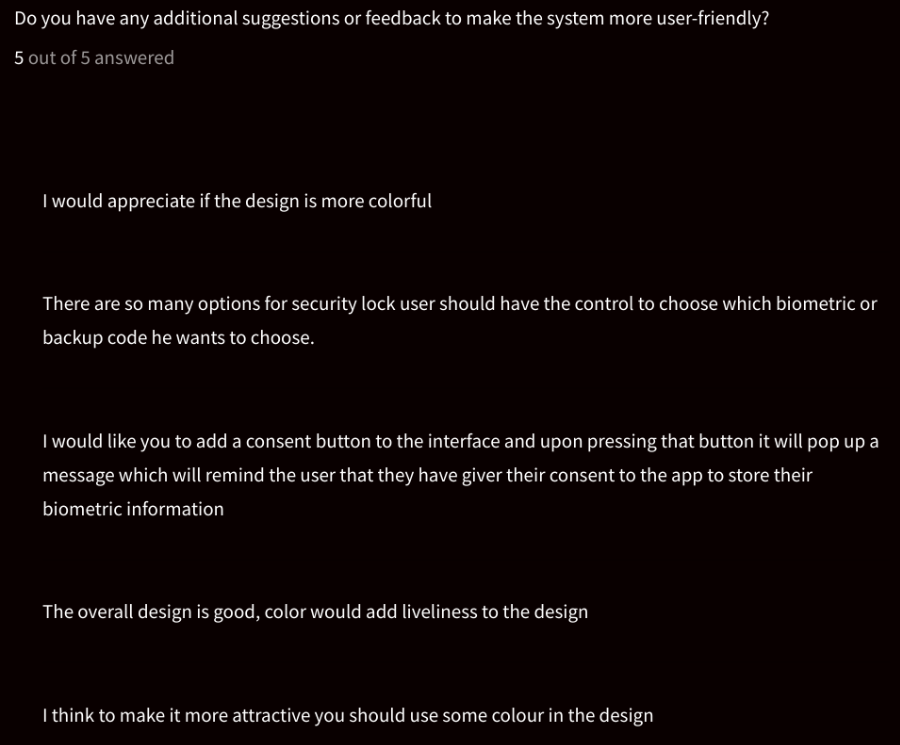 Do you have any additional suggestions or feedback to make the system more user-friendly?
5 out of 5 answered
I would appreciate if the design is more colorful
There are so many options for security lock user should have the control to choose which biometric or
backup code he wants to choose.
I would like you to add a consent button to the interface and upon pressing that button it will pop up a
message which will remind the user that they have giver their consent to the app to store their
biometric information
The overall design is good, color would add liveliness to the design
I think to make it more attractive you should use some colour in the design